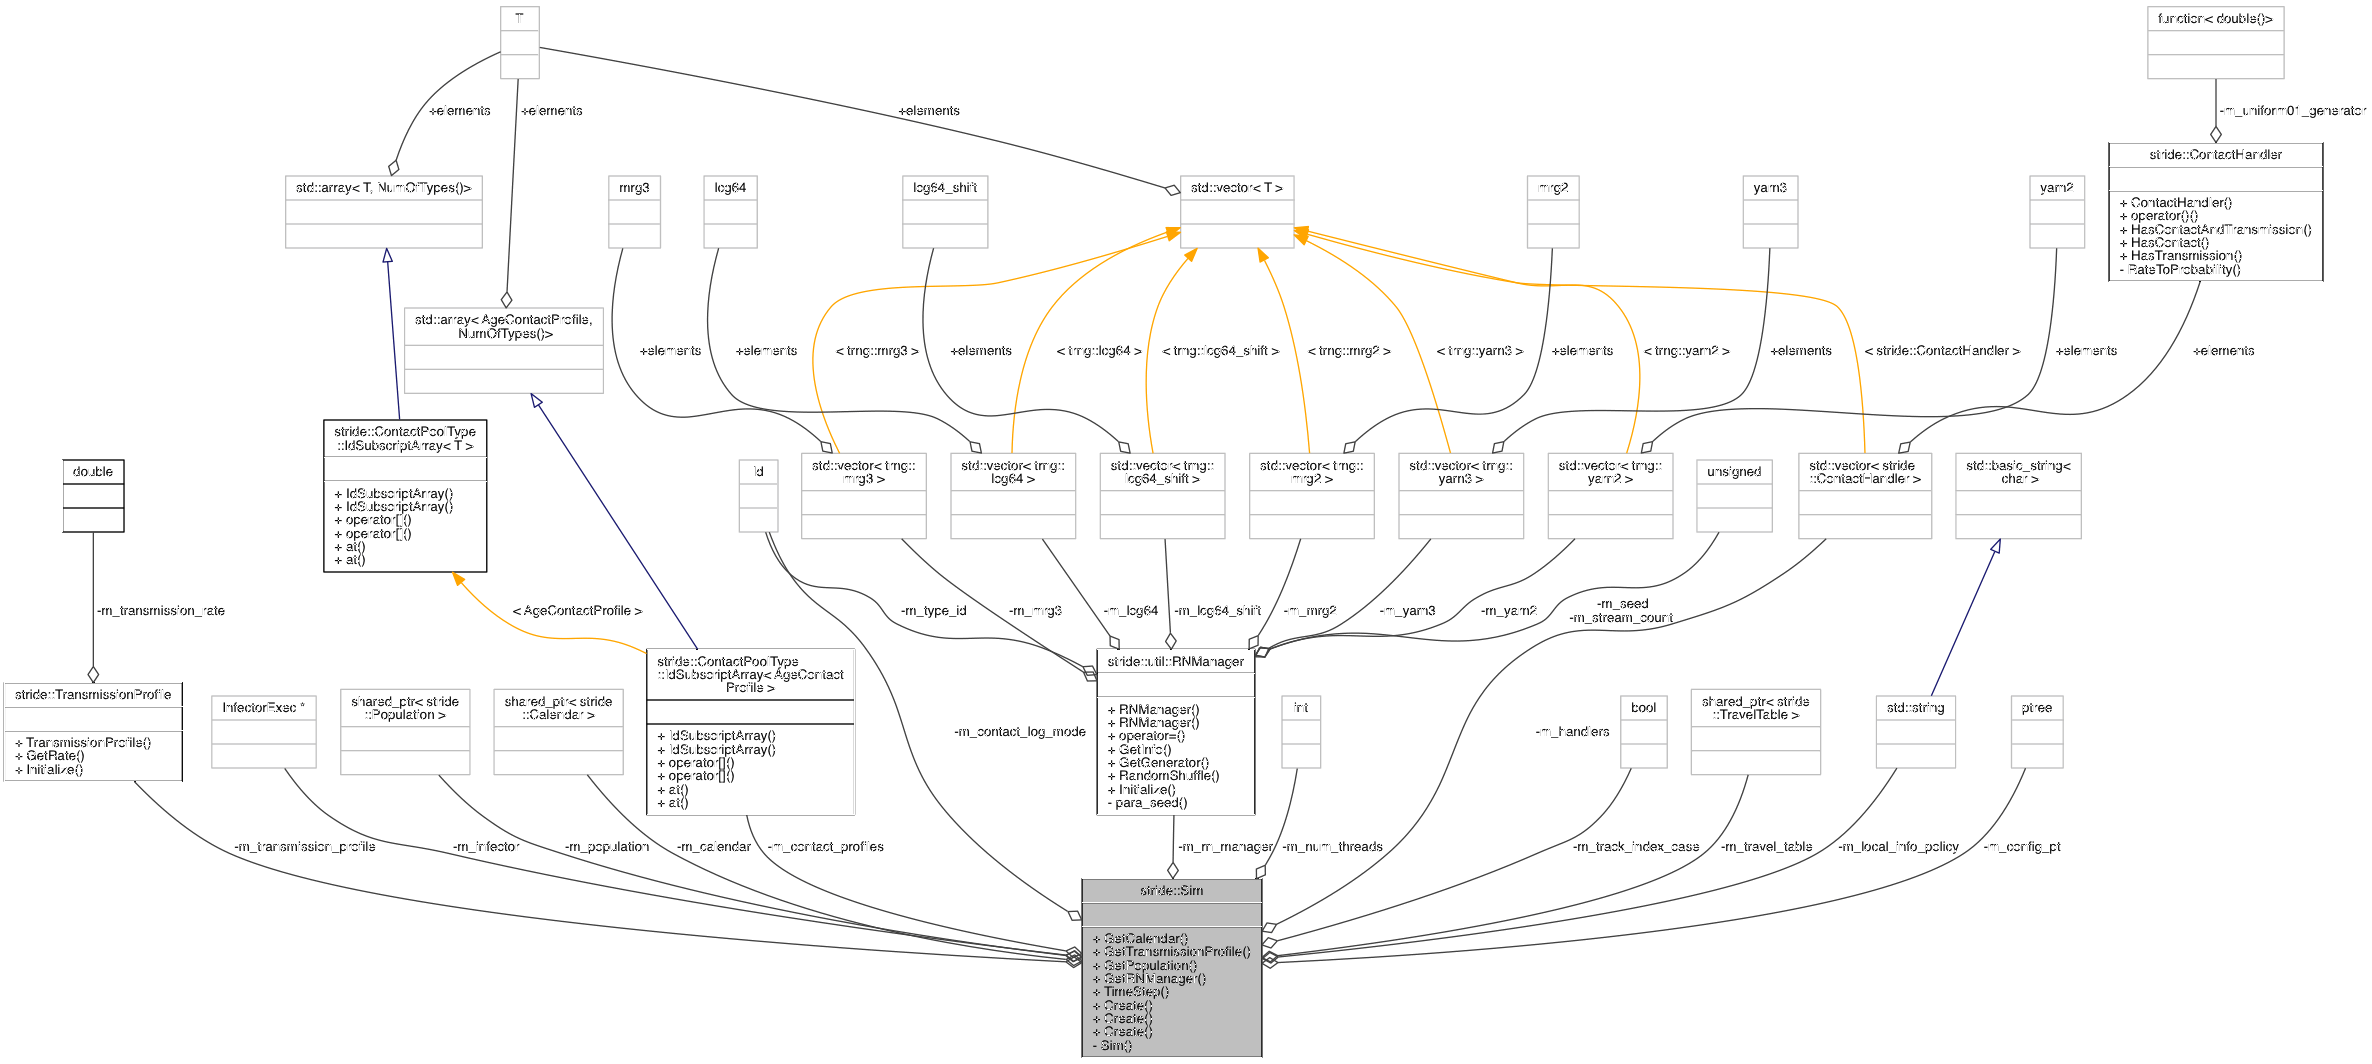 T
function< double()>
+elements
+elements
+elements
-m_uniform01_generator
stride::ContactHandler
+ ContactHandler()
+ operator()()
+ HasContactAndTransmission()
+ HasContact()
+ HasTransmission()
- RateToProbability()
std::array< T, NumOfTypes()>
mrg3
lcg64
lcg64_shift
std::vector< T >
mrg2
yarn3
yarn2
std::array< AgeContactProfile,
NumOfTypes()>
+elements
+elements
< trng::mrg3 >
+elements
< trng::lcg64 >
< trng::lcg64_shift >
< trng::mrg2 >
< trng::yarn3 >
+elements
< trng::yarn2 >
+elements
< stride::ContactHandler >
+elements
+elements
stride::ContactPoolType
::IdSubscriptArray< T >
+ IdSubscriptArray()
+ IdSubscriptArray()
+ operator[]()
+ operator[]()
+ at()
+ at()
double
id
std::vector< trng::
mrg3 >
std::vector< trng::
lcg64 >
std::vector< trng::
lcg64_shift >
std::vector< trng::
mrg2 >
std::vector< trng::
yarn3 >
std::vector< trng::
yarn2 >
unsigned
std::vector< stride
::ContactHandler >
std::basic_string<
char >
-m_transmission_rate
< AgeContactProfile >
-m_type_id
-m_mrg3
-m_lcg64
-m_lcg64_shift
-m_mrg2
-m_yarn3
-m_yarn2
-m_seed
-m_stream_count
stride::TransmissionProfile
+ TransmissionProfile()
+ GetRate()
+ Initialize()
InfectorExec *
shared_ptr< stride
::Population >
shared_ptr< stride
::Calendar >
stride::ContactPoolType
::IdSubscriptArray< AgeContact
Profile >
+ IdSubscriptArray()
+ IdSubscriptArray()
+ operator[]()
+ operator[]()
+ at()
+ at()
-m_contact_log_mode
stride::util::RNManager
+ RNManager()
+ RNManager()
+ operator=()
+ GetInfo()
+ GetGenerator()
+ RandomShuffle()
+ Initialize()
- para_seed()
int
-m_handlers
bool
shared_ptr< stride
::TravelTable >
std::string
ptree
-m_transmission_profile
-m_infector
-m_population
-m_calendar
-m_contact_profiles
-m_rn_manager
-m_num_threads
-m_track_index_case
-m_travel_table
-m_local_info_policy
-m_config_pt
stride::Sim
+ GetCalendar()
+ GetTransmissionProfile()
+ GetPopulation()
+ GetRNManager()
+ TimeStep()
+ Create()
+ Create()
+ Create()
- Sim()